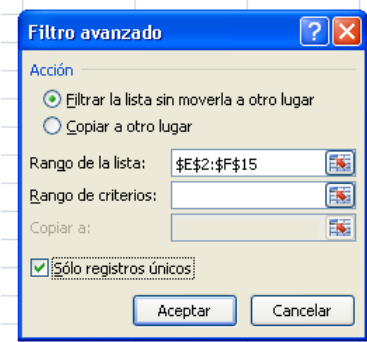 Filtro avanzado
Acción
Filtrar la lista sin moverla a otro lugar
Copiar a otro lugar
Rango de la lista: $E$2:$F$15
Rango de criterios:
Copiar a:
Sólo registros únicos
Aceptar Cancelar